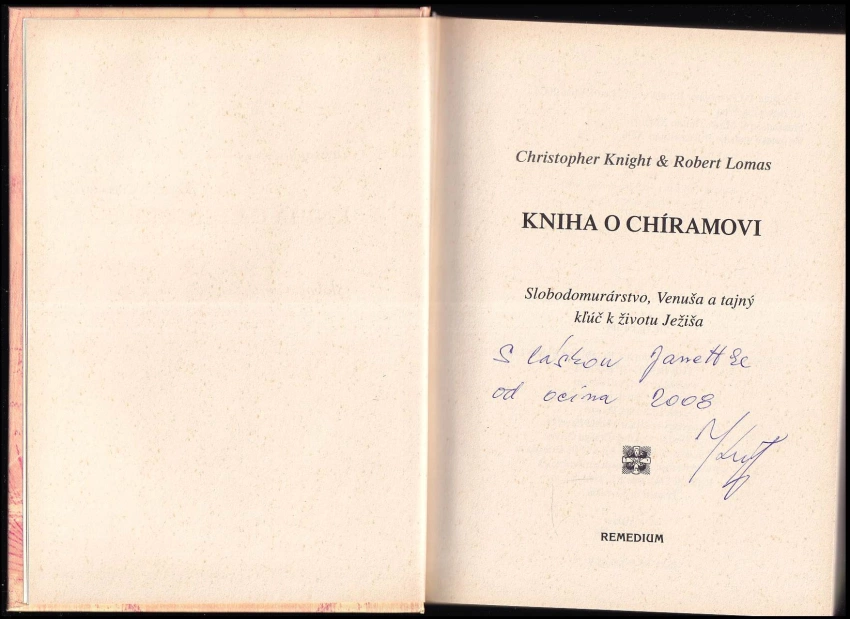 Christopher Knight & Robert Lomas
KNIHA O CHÍRAMOVI
Slobodomurárstvo, Venuša a tajný
kľúč k životu Ježiša
S láskou Janettke
od ocina 2008
REMEDIUM